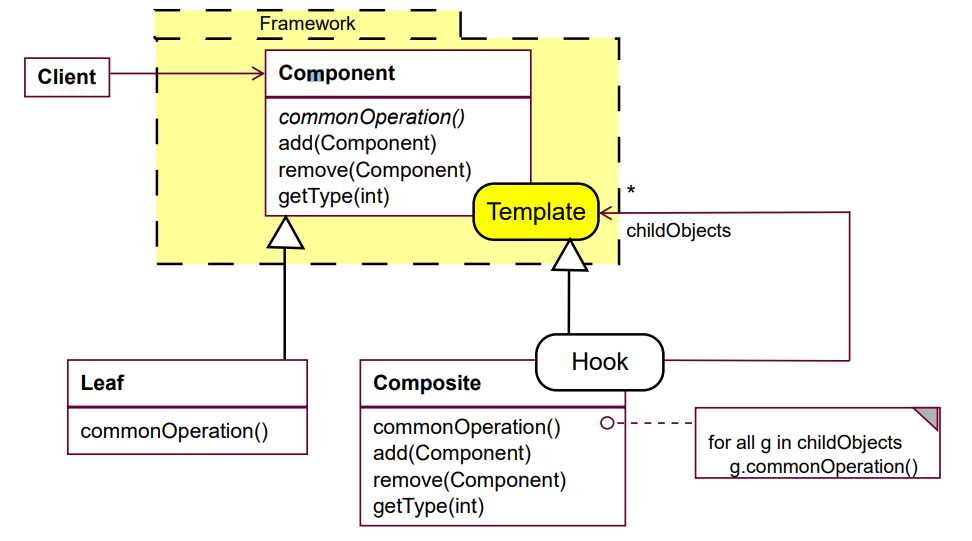 Framework
Client
Component
commonOperation()
add(Component)
remove(Component)
getType(int)
Template
*
childObjects
Hook
Leaf
commonOperation()
Composite
commonOperation()
add(Component)
remove(Component)
getType(int)
for all g in childObjects
g.commonOperation()